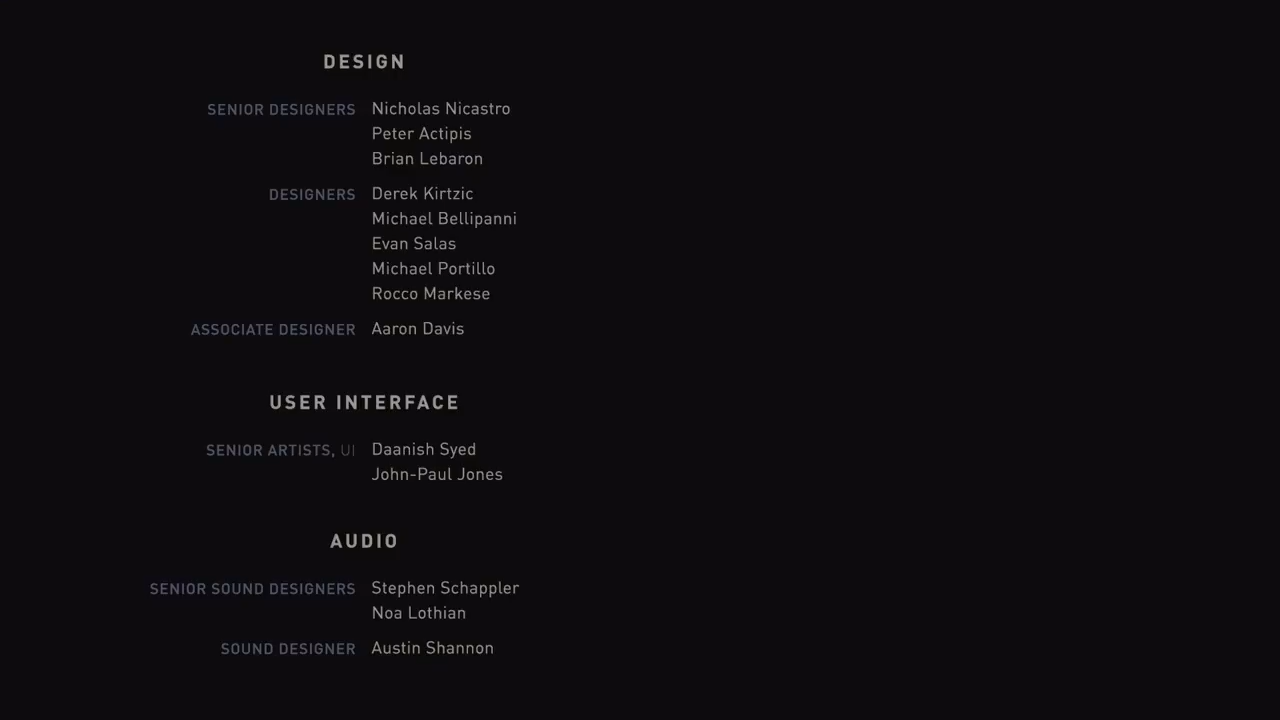 DESIGN
SENIOR DESIGNERS Nicholas Nicastro
Peter Actipis
Brian Lebaron
DESIGNERS Derek Kirtzic
Michael Bellipanni
Evan Salas
Michael Portillo
Rocco Markese
ASSOCIATE DESIGNER Aaron Davis
USER INTERFACE
SENIOR ARTISTS, UI Daanish Syed
John-Paul Jones
AUDIO
SENIOR SOUND DESIGNERS Stephen Schappler
Noa Lothian
SOUND DESIGNER Austin Shannon